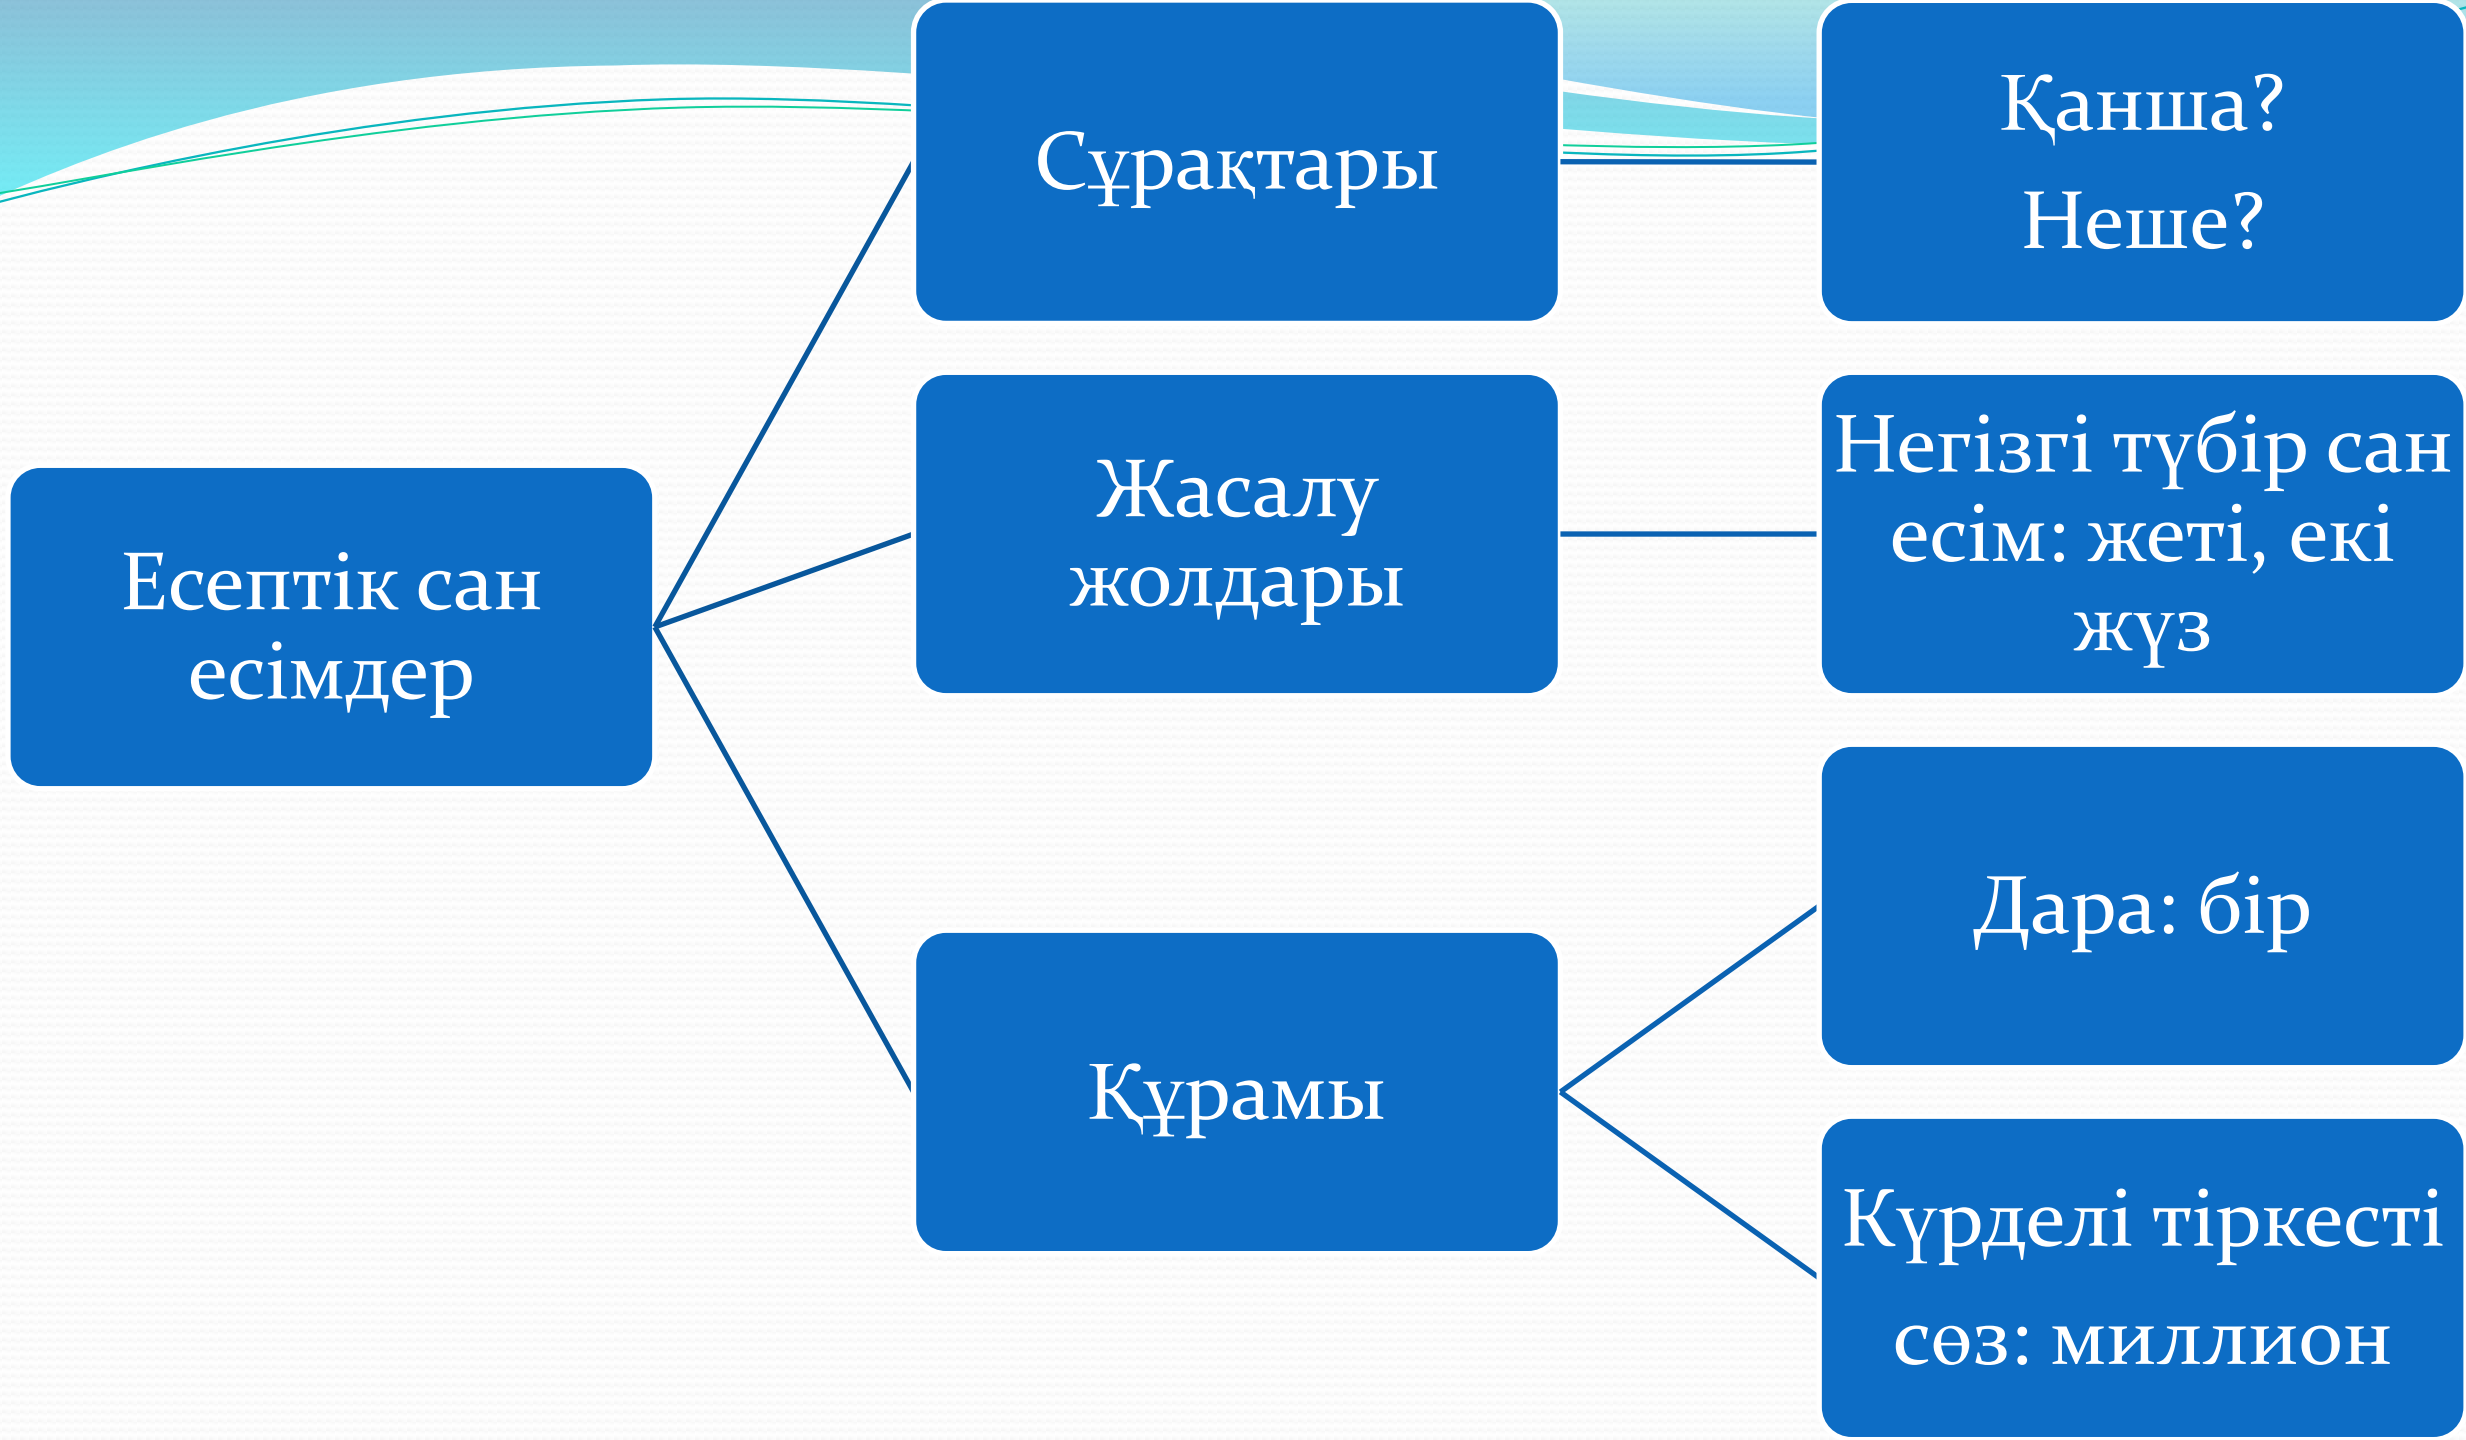 Сұрақтары
Қанша?
Неше?
Есептік сан
есімдер
Жасалу
жолдары
Негізгі түбір сан
есім: жеті, екі
жүз
Құрамы
Дара: бір
Күрделі тіркесті
сөз: миллион